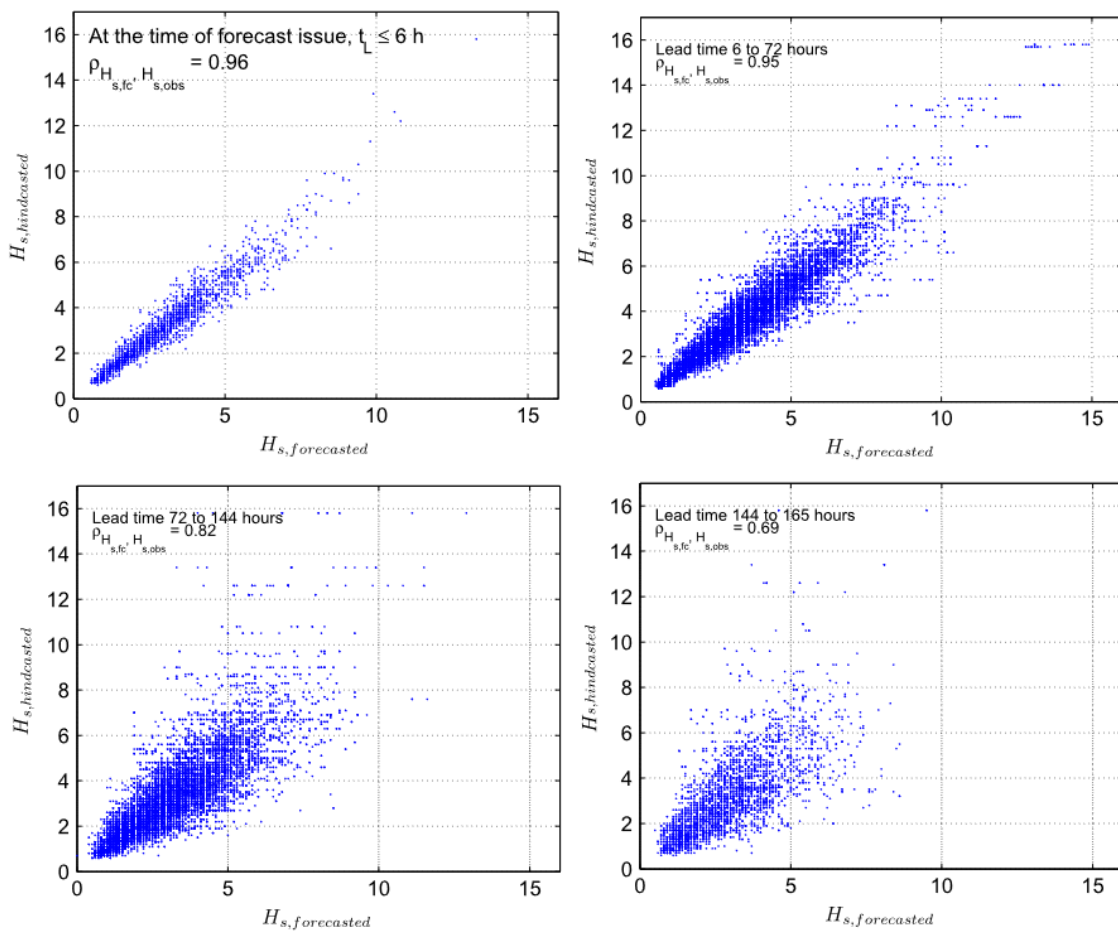 At the time of forecast issue, t_L ≤ 6 h
ρ_{H_{s,fc}, H_{s,obs}} = 0.96
16
14
12
10
8
6
4
2
0
0 5 10 15
H_{s,hindcasted}
H_{s,forecasted}
Lead time 6 to 72 hours
ρ_{H_{s,fc}, H_{s,obs}} = 0.95
16
14
12
10
8
6
4
2
0
0 5 10 15
H_{s,hindcasted}
H_{s,forecasted}
Lead time 72 to 144 hours
ρ_{H_{s,fc}, H_{s,obs}} = 0.82
16
14
12
10
8
6
4
2
0
0 5 10 15
H_{s,hindcasted}
H_{s,forecasted}
Lead time 144 to 165 hours
ρ_{H_{s,fc}, H_{s,obs}} = 0.69
16
14
12
10
8
6
4
2
0
0 5 10 15
H_{s,hindcasted}
H_{s,forecasted}